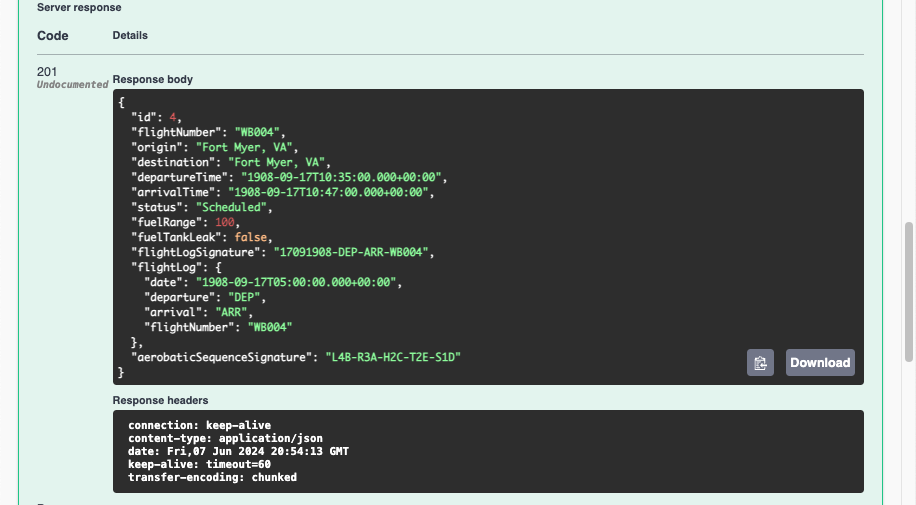 Server response
Code Details
201
Undocumented
Response body
{
  "id": 4,
  "flightNumber": "WB004",
  "origin": "Fort Myer, VA",
  "destination": "Fort Myer, VA",
  "departureTime": "1908-09-17T10:35:00.000+00:00",
  "arrivalTime": "1908-09-17T10:47:00.000+00:00",
  "status": "Scheduled",
  "fuelRange": 100,
  "fuelTankLeak": false,
  "flightLogSignature": "17091908-DEP-ARR-WB004",
  "flightLog": {
    "date": "1908-09-17T05:00:00.000+00:00",
    "departure": "DEP",
    "arrival": "ARR",
    "flightNumber": "WB004"
  },
  "aerobaticSequenceSignature": "L4B-R3A-H2C-T2E-S1D"
}
Download
Response headers
connection: keep-alive
content-type: application/json
date: Fri,07 Jun 2024 20:54:13 GMT
keep-alive: timeout=60
transfer-encoding: chunked